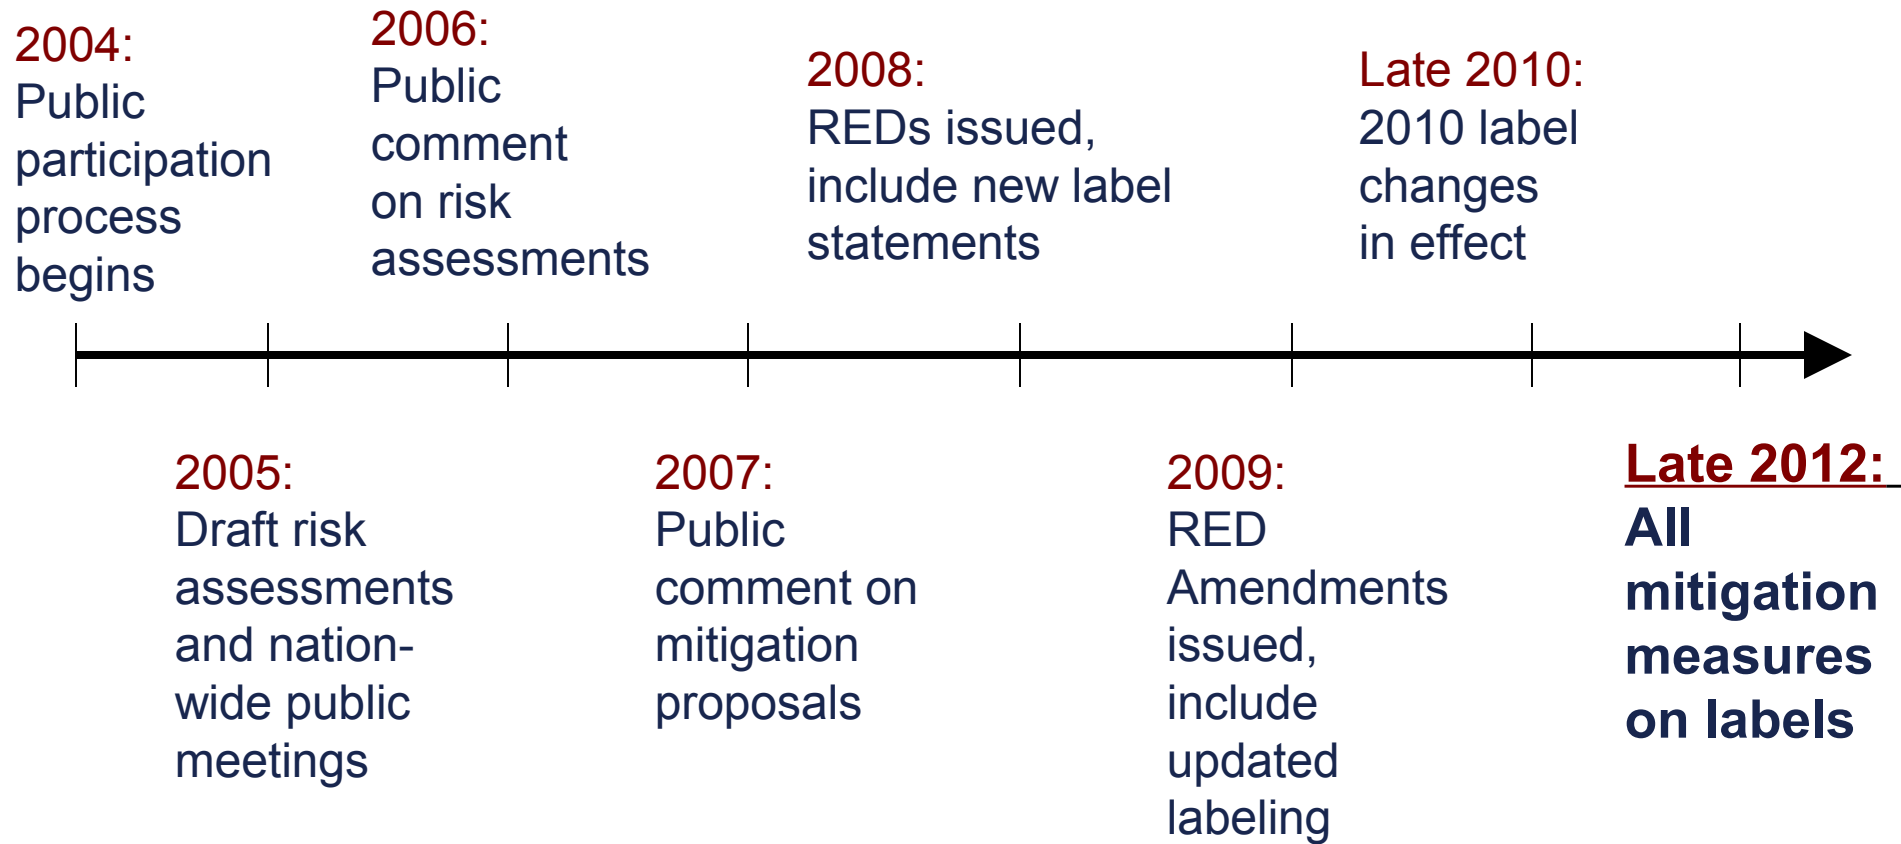 2004:
Public
participation
process
begins
2006:
Public
comment
on risk
assessments
2008:
REDs issued,
include new label
statements
Late 2010:
2010 label
changes
in effect
2005:
Draft risk
assessments
and nation-
wide public
meetings
2007:
Public
comment on
mitigation
proposals
2009:
RED
Amendments
issued,
include
updated
labeling
Late 2012:
All
mitigation
measures
on labels